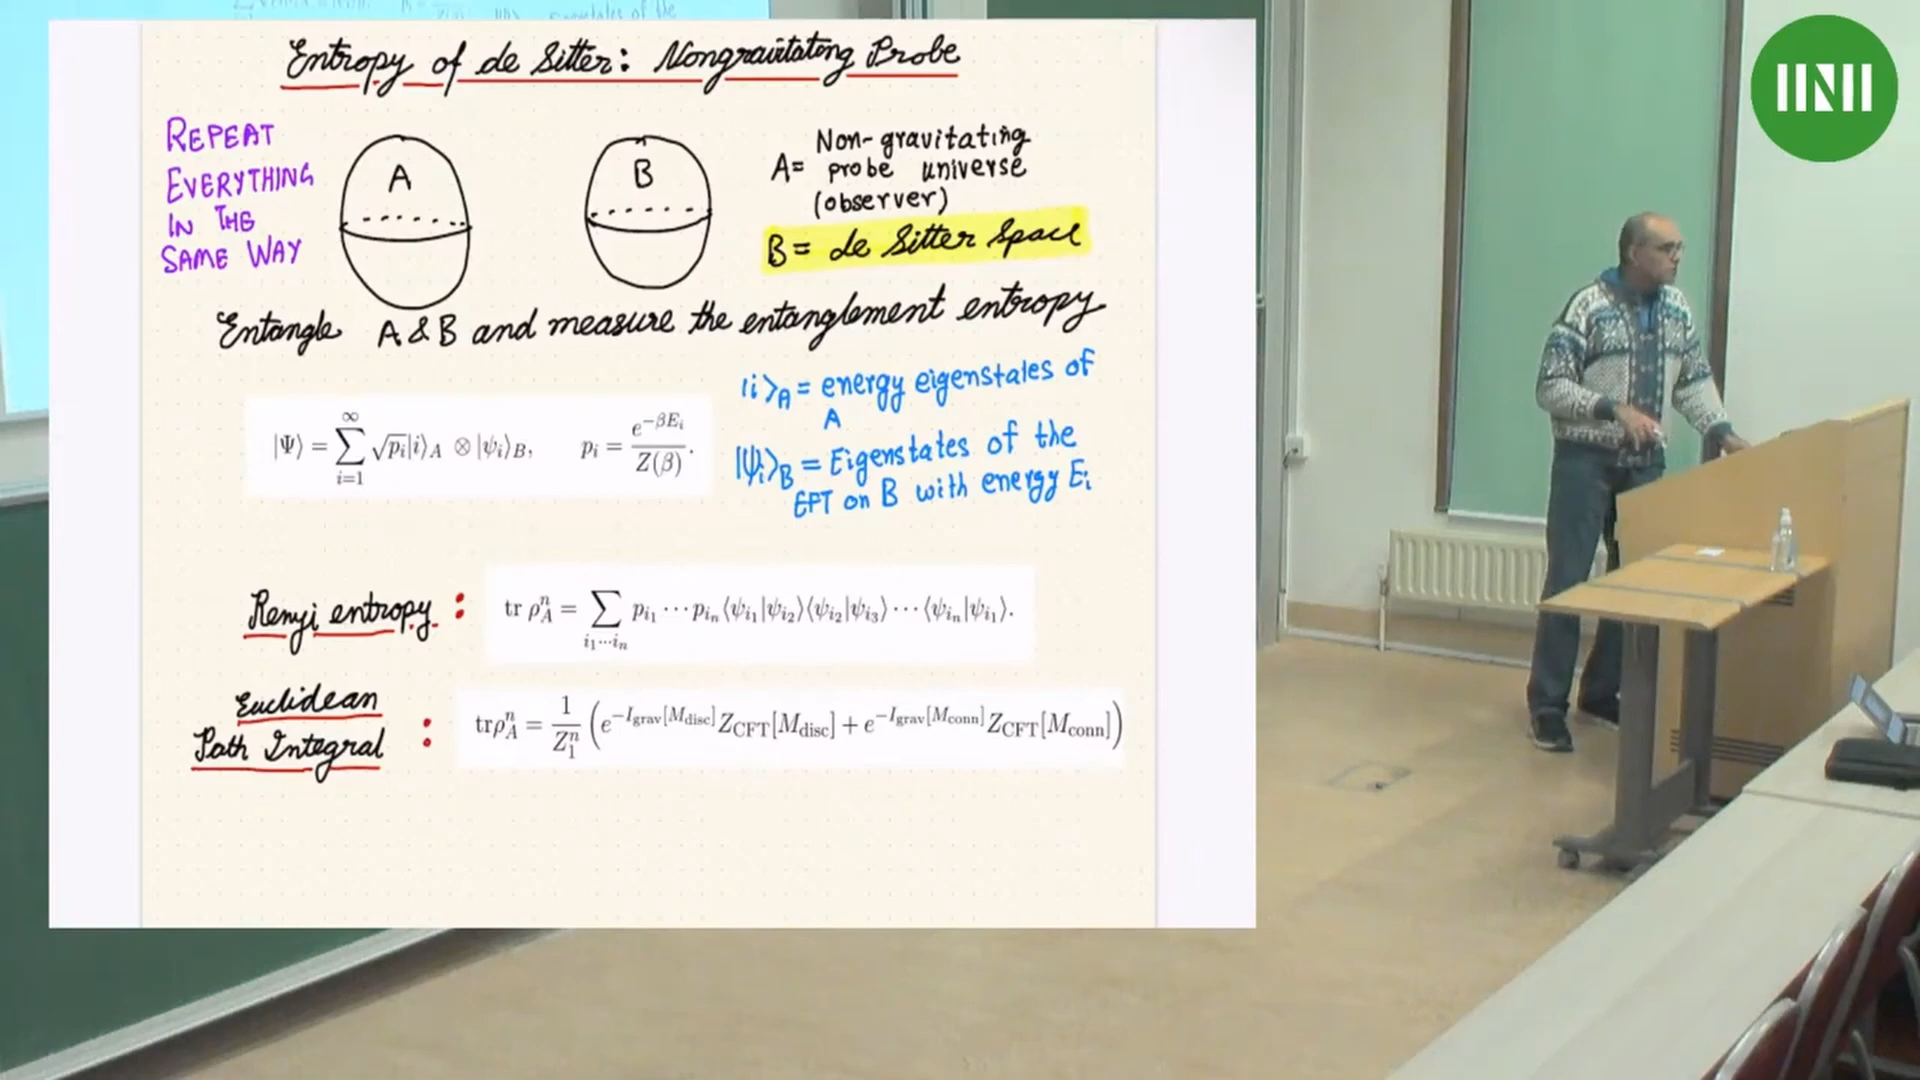 Entropy of de Sitter: Nongravitating Probe
REPEAT
EVERYTHING
IN THE
SAME WAY
A
B
Non-gravitating
A= probe universe
(observer)
B = de Sitter Space
Entangle A & B and measure the entanglement entropy
|Ψ⟩ = ∑_{i=1}^{∞} √p_i |i⟩_A ⊗ |ψ_i⟩_B, p_i = e^{-βE_i} / Z(β).
|i⟩_A = energy eigenstates of
A
|ψ_i⟩_B = Eigenstates of the
EFT on B with energy E_i
Renyi entropy :
tr ρ_A^n = ∑_{i_1⋯i_n} p_{i_1} ⋯ p_{i_n} ⟨ψ_{i_1}|ψ_{i_2}⟩⟨ψ_{i_2}|ψ_{i_3}⟩ ⋯ ⟨ψ_{i_n}|ψ_{i_1}⟩.
Euclidean
Path Integral :
trρ_A^n = 1/Z_1^n (e^{-I_grav[M_disc]} Z_CFT[M_disc] + e^{-I_grav[M_conn]} Z_CFT[M_conn])